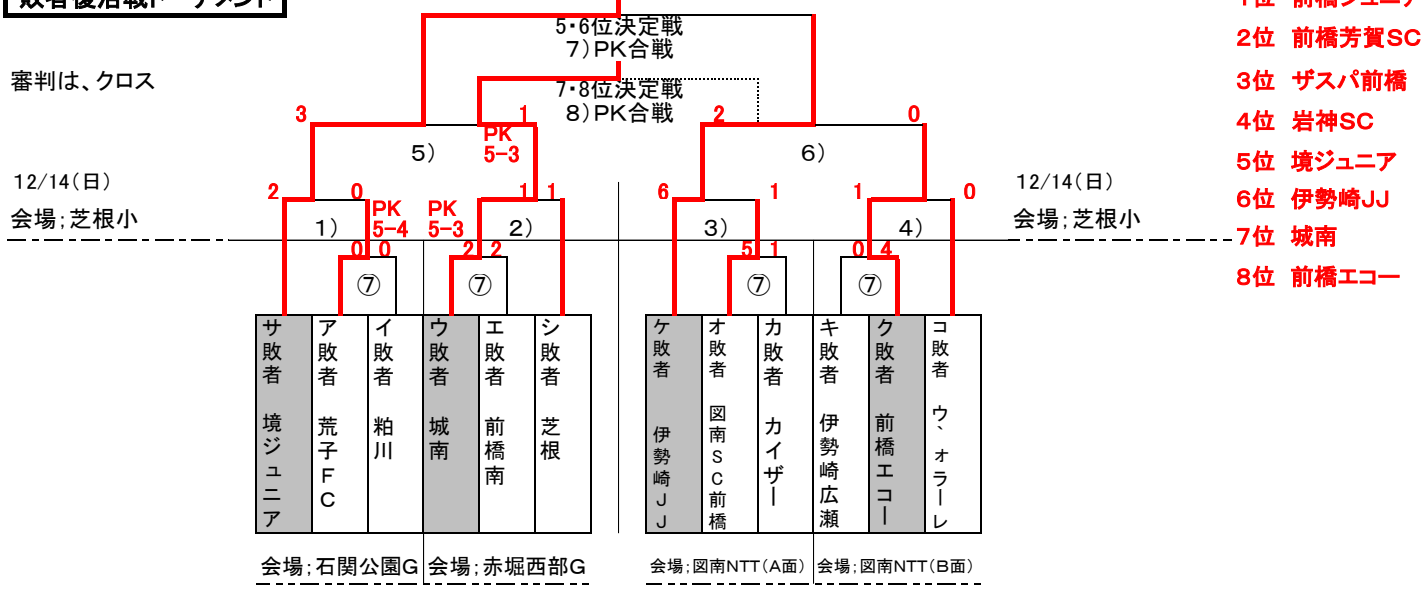 敗者復活戦トーナメント
1位 前橋ジュニア
5・6位決定戦
7)PK合戦
2位 前橋芳賀SC
審判は、クロス
7・8位決定戦
8)PK合戦
3位 ザスパ前橋
3
1
2
0
PK
5-3
4位 岩神SC
5)
6)
12/14(日)
12/14(日)
5位 境ジュニア
2
0
1
1
6
1
1
0
会場;芝根小
PK
5-4
PK
5-3
会場;芝根小
6位 伊勢崎JJ
1)
2)
3)
4)
7位 城南
0
0
2
2
5
1
0
4
8位 前橋エコー
⑦
⑦
⑦
⑦
サ敗者 境ジュニア
ア敗者 荒子FC
イ敗者 粕川
ウ敗者 城南
エ敗者 前橋南
シ敗者 芝根
ケ敗者 伊勢崎JJ
オ敗者 図南SC前橋
カ敗者 カイザー
キ敗者 伊勢崎広瀬
ク敗者 前橋エコー
コ敗者 ヴォラーレ
会場;石関公園G
会場;赤堀西部G
会場;図南NTT(A面)
会場;図南NTT(B面)